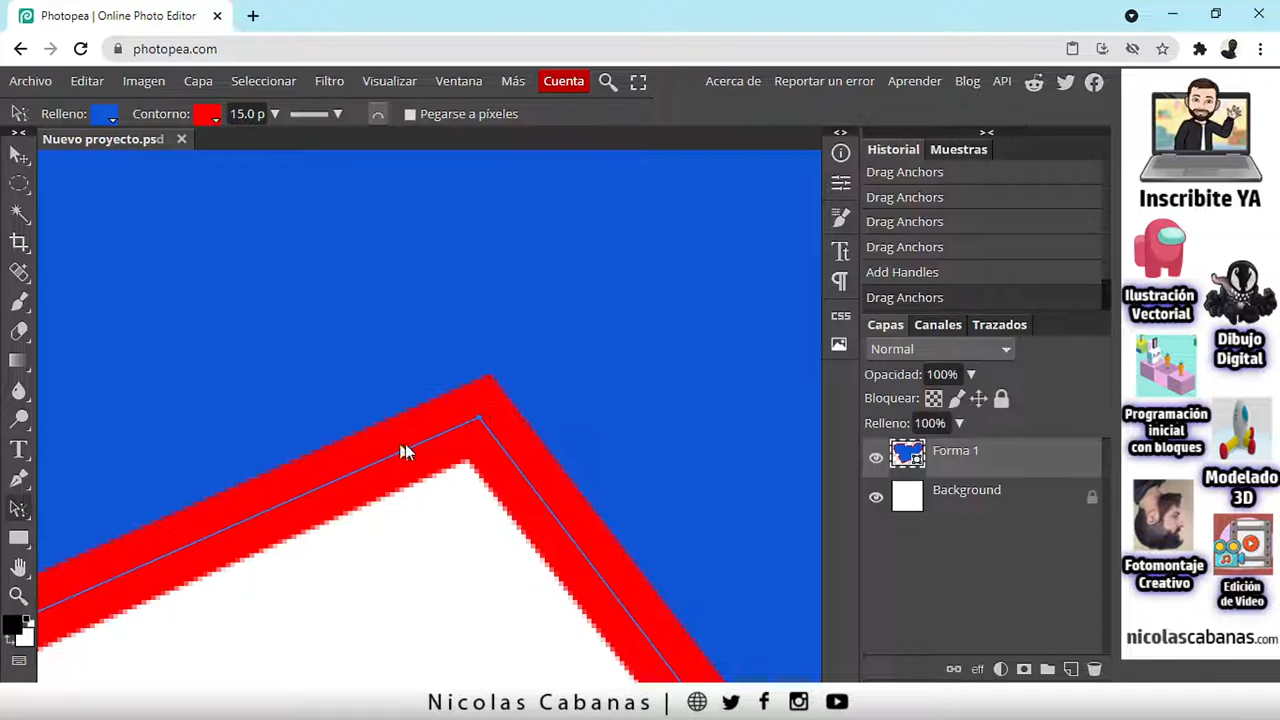 Photopea | Online Photo Editor
photopea.com
Archivo Editar Imagen Capa Seleccionar Filtro Visualizar Ventana Más Cuenta Acerca de Reportar un error Aprender Blog API
Relleno: Contorno: 15.0 p Pegarse a píxeles
Nuevo proyecto.psd
Historial Muestras
Drag Anchors
Drag Anchors
Drag Anchors
Drag Anchors
Add Handles
Drag Anchors
CSS
Capas Canales Trazados
Normal
Opacidad: 100%
Bloquear:
Relleno: 100%
Forma 1
Background
eff
Inscribite YA
Ilustración
Vectorial
Dibujo
Digital
Programación
inicial
con bloques
Modelado
3D
Fotomontaje
Creativo
Edición
de Video
nicolascabanas.com
Nicolas Cabanas |